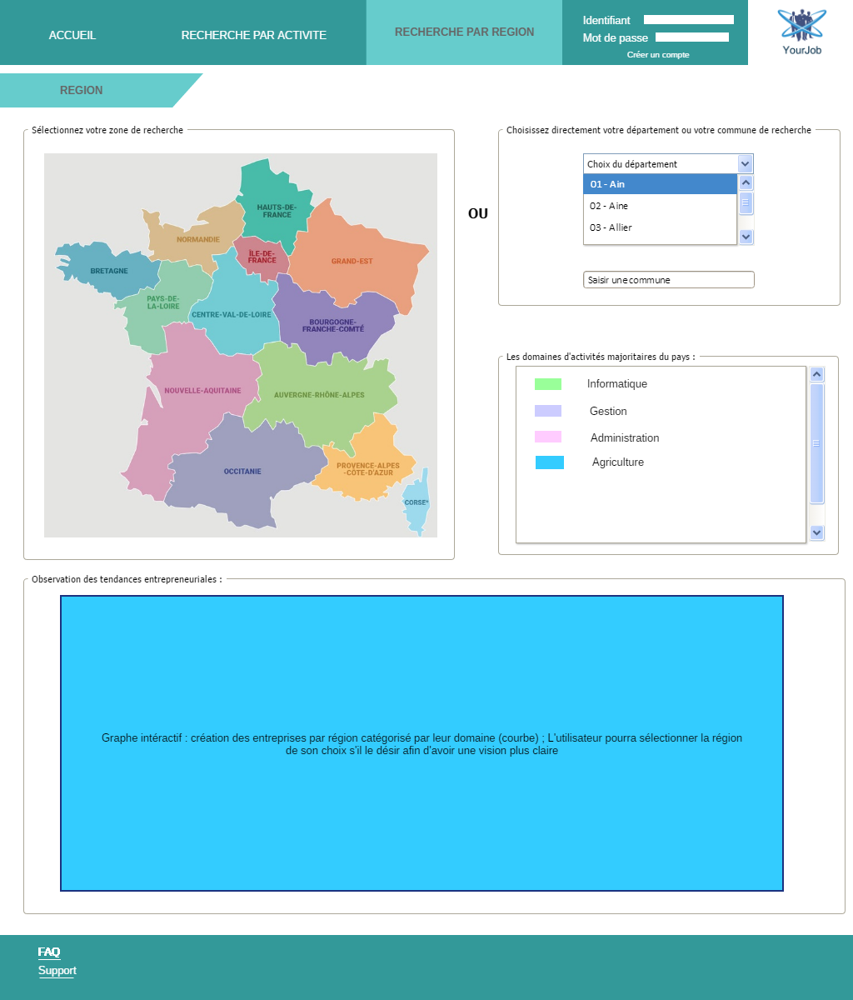 ACCUEIL
RECHERCHE PAR ACTIVITE
RECHERCHE PAR REGION
Identifiant
Mot de passe
Créer un compte
YourJob
REGION
Sélectionnez votre zone de recherche
HAUTS-DE-
FRANCE
NORMANDIE
ÎLE-DE-
FRANCE
GRAND-EST
BRETAGNE
PAYS-DE-
LA-LOIRE
CENTRE-VAL-DE-LOIRE
BOURGOGNE-
FRANCHE-COMTÉ
NOUVELLE-AQUITAINE
AUVERGNE-RHÔNE-ALPES
OCCITANIE
PROVENCE-ALPES
-CÔTE-D'AZUR
CORSE*
OU
Choisissez directement votre département ou votre commune de recherche
Choix du département
01 - Ain
02 - Aine
03 - Allier
Saisir une commune
Les domaines d'activités majoritaires du pays :
Informatique
Gestion
Administration
Agriculture
Observation des tendances entrepreneuriales :
Graphe intéractif : création des entreprises par région catégorisé par leur domaine (courbe) ; L'utilisateur pourra sélectionner la région
de son choix s'il le désir afin d'avoir une vision plus claire
FAQ
Support